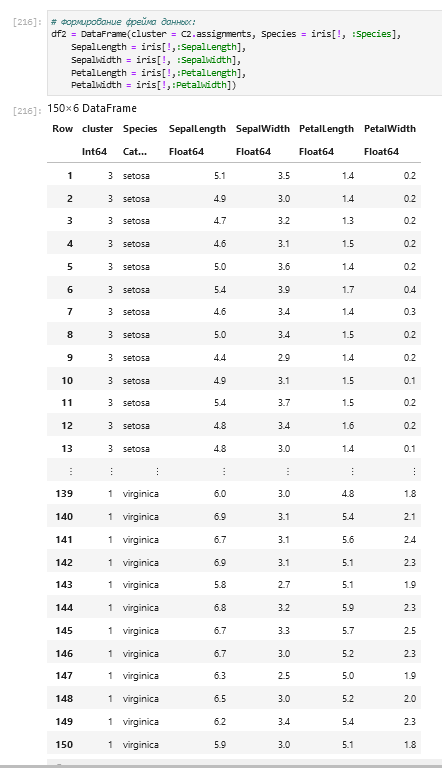 [216]: # Формирование фрейма данных:
df2 = DataFrame(cluster = C2.assignments, Species = iris[!, :Species],
SepalLength = iris[!,:SepalLength],
SepalWidth = iris[!, :SepalWidth],
PetalLength = iris[!,:PetalLength],
PetalWidth = iris[!,:PetalWidth])
[216]: 150×6 DataFrame
Row cluster Species SepalLength SepalWidth PetalLength PetalWidth
Int64 Cat... Float64 Float64 Float64 Float64
1 3 setosa 5.1 3.5 1.4 0.2
2 3 setosa 4.9 3.0 1.4 0.2
3 3 setosa 4.7 3.2 1.3 0.2
4 3 setosa 4.6 3.1 1.5 0.2
5 3 setosa 5.0 3.6 1.4 0.2
6 3 setosa 5.4 3.9 1.7 0.4
7 3 setosa 4.6 3.4 1.4 0.3
8 3 setosa 5.0 3.4 1.5 0.2
9 3 setosa 4.4 2.9 1.4 0.2
10 3 setosa 4.9 3.1 1.5 0.1
11 3 setosa 5.4 3.7 1.5 0.2
12 3 setosa 4.8 3.4 1.6 0.2
13 3 setosa 4.8 3.0 1.4 0.1
⋮ ⋮ ⋮ ⋮ ⋮ ⋮ ⋮
139 1 virginica 6.0 3.0 4.8 1.8
140 1 virginica 6.9 3.1 5.4 2.1
141 1 virginica 6.7 3.1 5.6 2.4
142 1 virginica 6.9 3.1 5.1 2.3
143 1 virginica 5.8 2.7 5.1 1.9
144 1 virginica 6.8 3.2 5.9 2.3
145 1 virginica 6.7 3.3 5.7 2.5
146 1 virginica 6.7 3.0 5.2 2.3
147 1 virginica 6.3 2.5 5.0 1.9
148 1 virginica 6.5 3.0 5.2 2.0
149 1 virginica 6.2 3.4 5.4 2.3
150 1 virginica 5.9 3.0 5.1 1.8